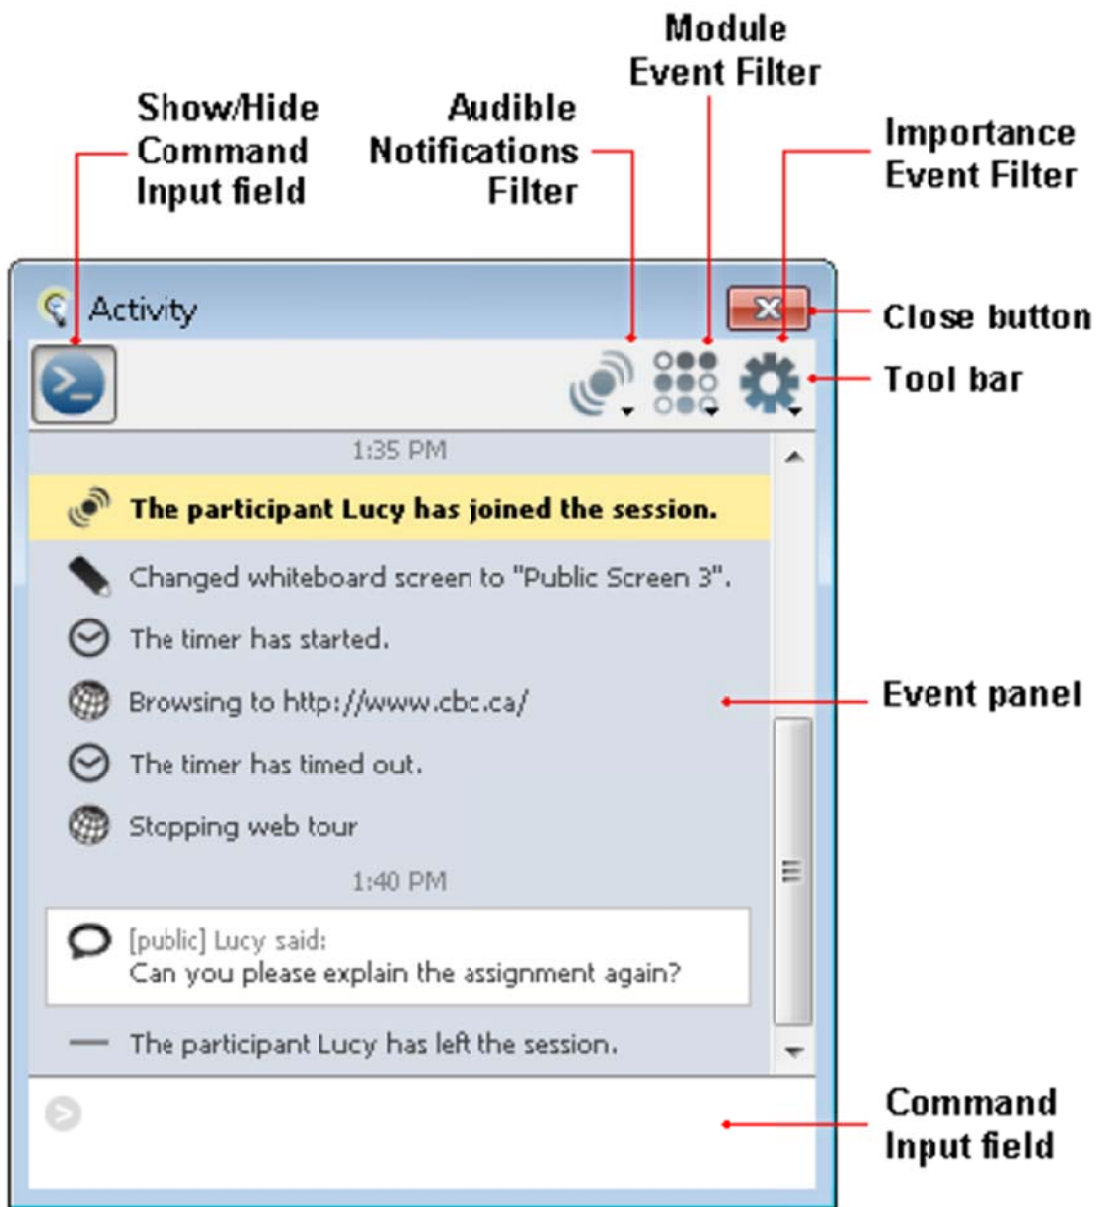 Module
Event Filter
Show/Hide
Command
Input field
Audible
Notifications
Filter
Importance
Event Filter
Activity
Close button
Tool bar
1:35 PM
The participant Lucy has joined the session.
Changed whiteboard screen to "Public Screen 3".
The timer has started.
Browsing to http://www.cbc.ca/
Event panel
The timer has timed out.
Stopping web tour
1:40 PM
[public] Lucy said:
Can you please explain the assignment again?
The participant Lucy has left the session.
Command
Input field